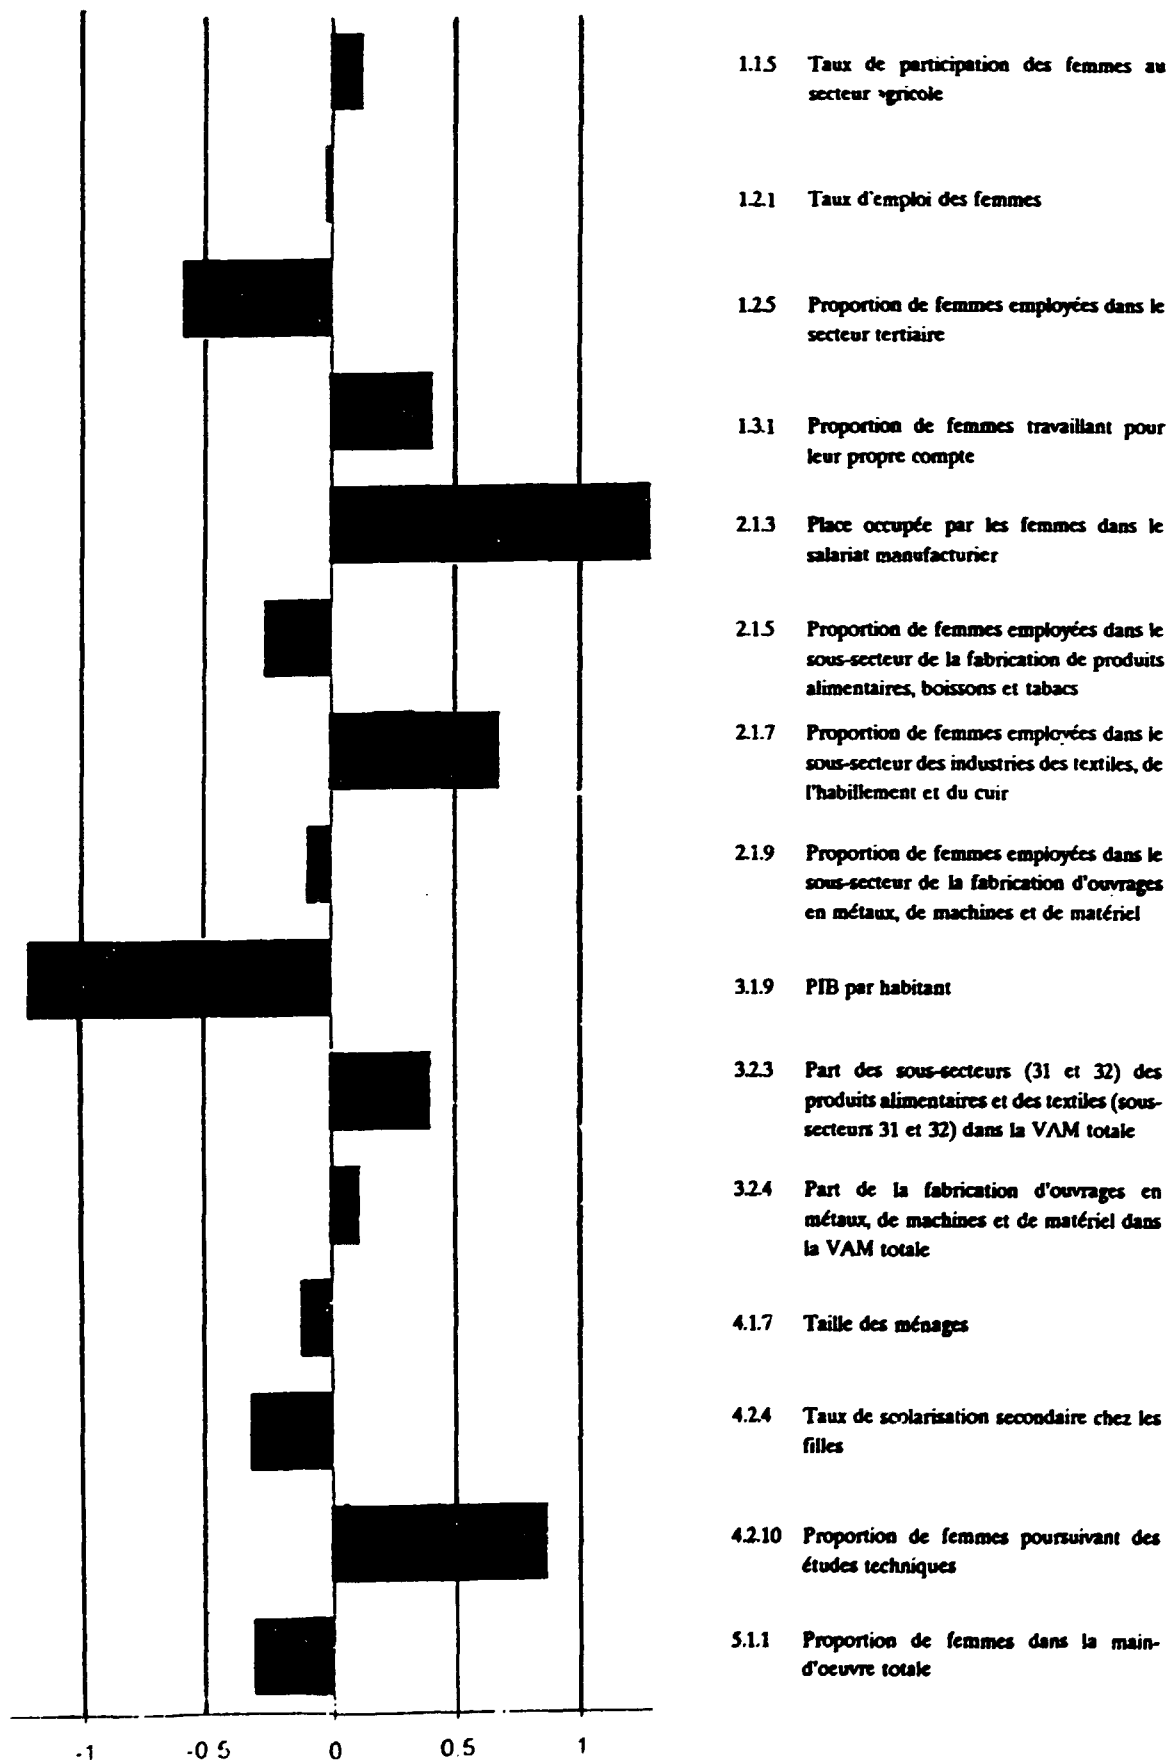 1.1.5 Taux de participation des femmes au
secteur agricole
1.2.1 Taux d'emploi des femmes
1.2.5 Proportion de femmes employées dans le
secteur tertiaire
1.3.1 Proportion de femmes travaillant pour
leur propre compte
2.1.3 Place occupée par les femmes dans le
salariat manufacturier
2.1.5 Proportion de femmes employées dans le
sous-secteur de la fabrication de produits
alimentaires, boissons et tabacs
2.1.7 Proportion de femmes employées dans le
sous-secteur des industries des textiles, de
l'habillement et du cuir
2.1.9 Proportion de femmes employées dans le
sous-secteur de la fabrication d'ouvrages
en métaux, de machines et de matériel
3.1.9 PIB par habitant
3.2.3 Part des sous-secteurs (31 et 32) des
produits alimentaires et des textiles (sous-
secteurs 31 et 32) dans la VAM totale
3.2.4 Part de la fabrication d'ouvrages en
métaux, de machines et de matériel dans
la VAM totale
4.1.7 Taille des ménages
4.2.4 Taux de scolarisation secondaire chez les
filles
4.2.10 Proportion de femmes poursuivant des
études techniques
5.1.1 Proportion de femmes dans la main-
d'oeuvre totale
-1 -0.5 0 0.5 1